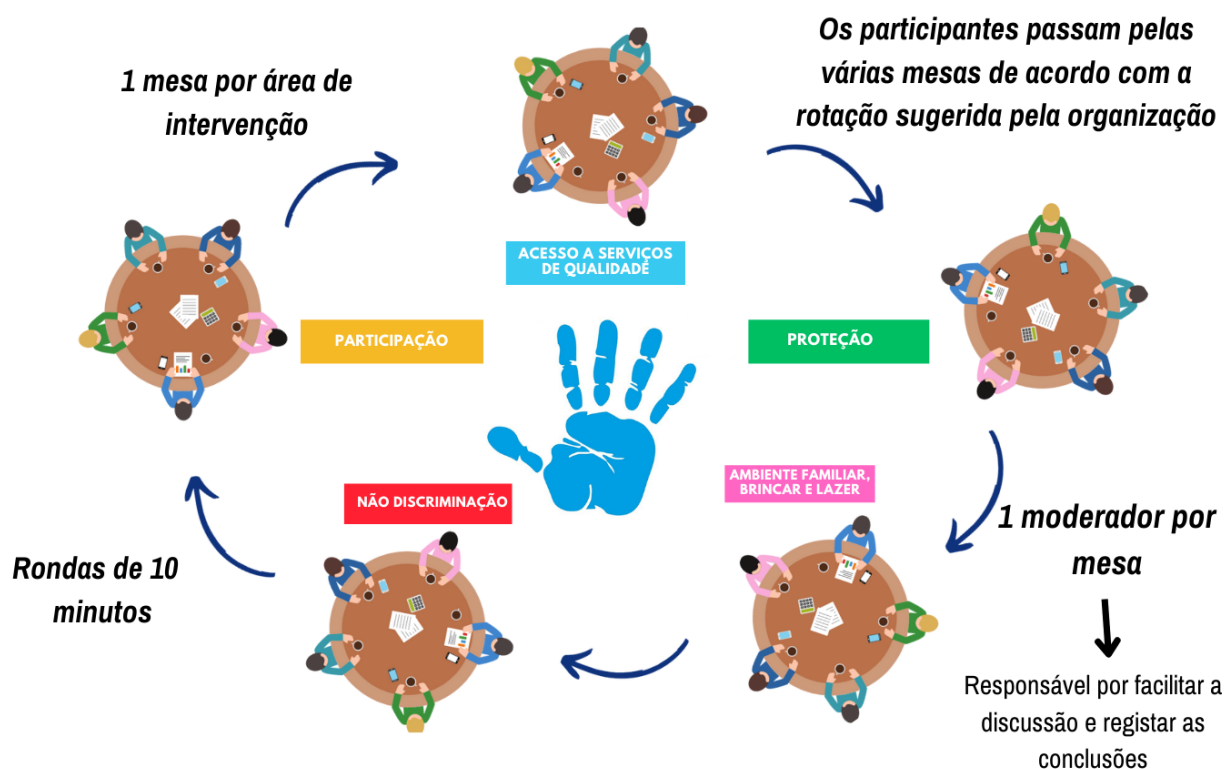 1 mesa por área de
intervenção
Os participantes passam pelas
várias mesas de acordo com a
rotação sugerida pela organização
ACESSO A SERVIÇOS
DE QUALIDADE
PARTICIPAÇÃO
PROTEÇÃO
AMBIENTE FAMILIAR,
BRINCAR E LAZER
NÃO DISCRIMINAÇÃO
1 moderador por
mesa
Rondas de 10
minutos
Responsável por facilitar a
discussão e registar as
conclusões